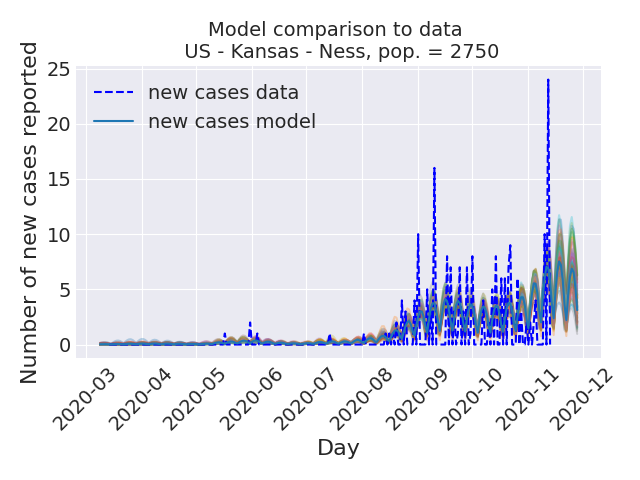 Model comparison to data
US - Kansas - Ness, pop. = 2750
Number of new cases reported
25
20
15
10
5
0
new cases data
new cases model
2020-03
2020-04
2020-05
2020-06
2020-07
2020-08
2020-09
2020-10
2020-11
2020-12
Day